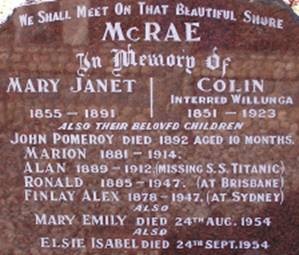 WE SHALL MEET ON THAT BEAUTIFUL SHORE
MCRAE
In Memory Of
MARY JANET
1855 - 1891
COLIN
INTERRED WILLUNGA
1851 - 1923
ALSO THEIR BELOVED CHILDREN
JOHN POMEROY DIED 1892 AGED 10 MONTHS.
MARION 1881 - 1914.
ALAN 1889 - 1912, (MISSING S.S. TITANIC)
RONALD 1885 - 1947. (AT BRISBANE)
FINLAY ALEX 1878 - 1947. (AT SYDNEY)
ALSO
MARY EMILY DIED 24TH AUG. 1954
ALSO
ELSIE ISABEL DIED 24TH SEPT. 1954